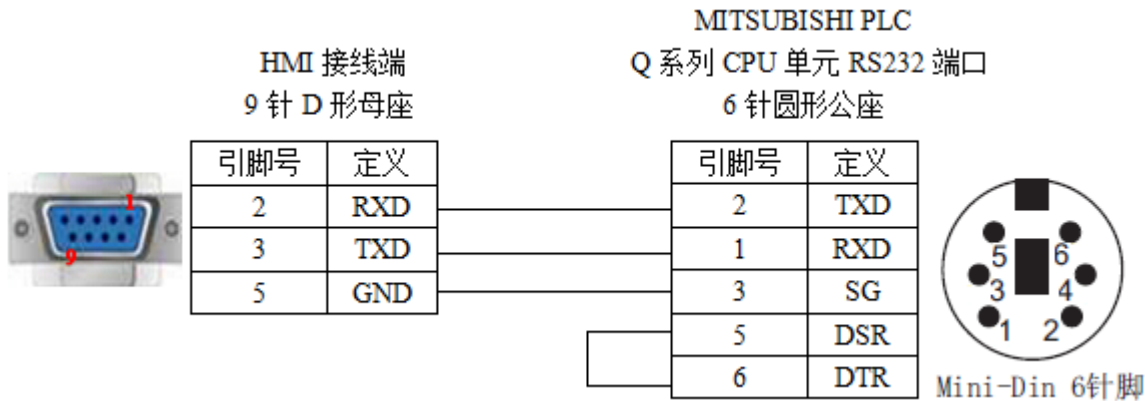 MITSUBISHI PLC
HMI 接线端
Q 系列 CPU 单元 RS232 端口
9 针 D 形母座
6 针圆形公座
引脚号 定义
2 RXD
3 TXD
5 GND
引脚号 定义
2 TXD
1 RXD
3 SG
5 DSR
6 DTR
1
9
5 6
3 4
1 2
Mini-Din 6针脚